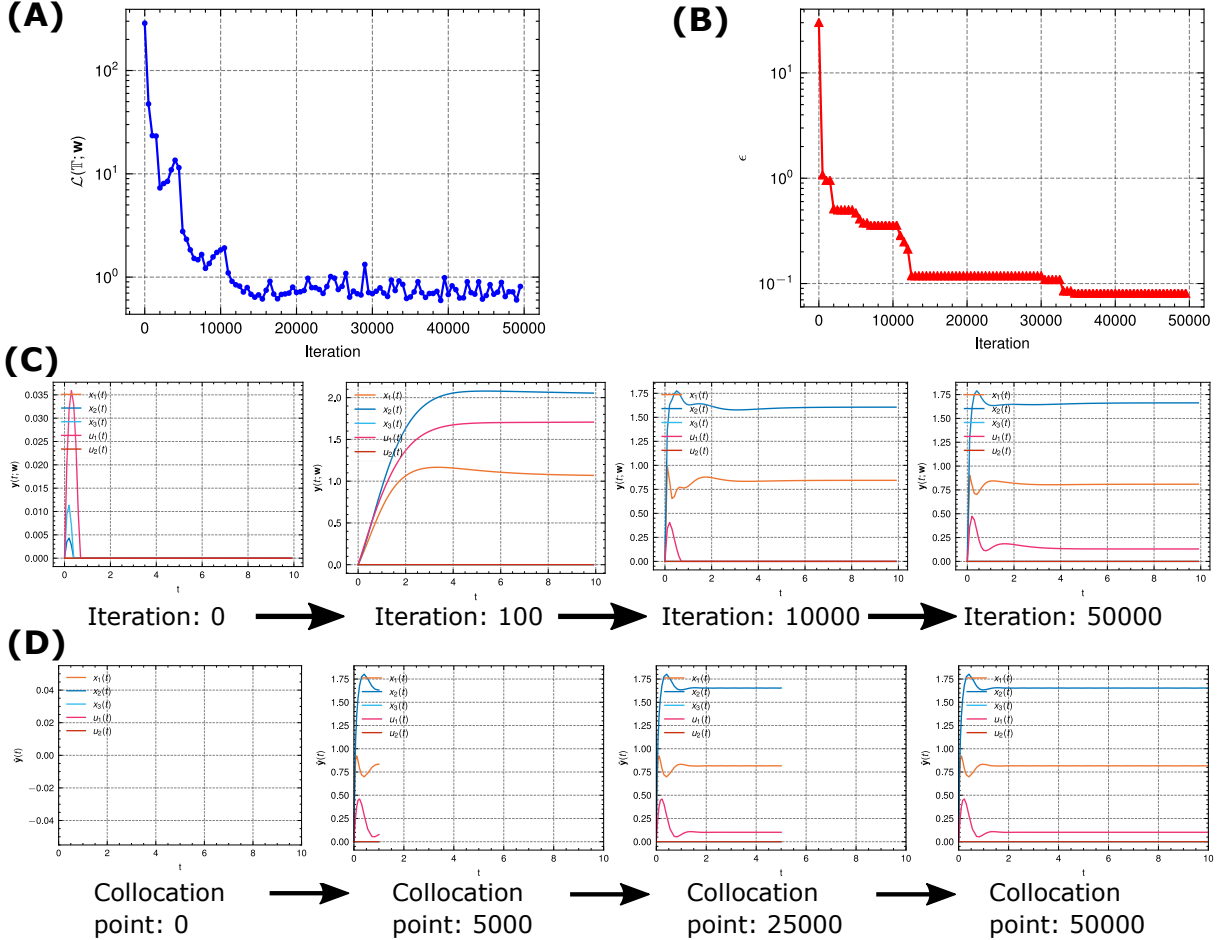 (A)
(B)
10²
10¹
10⁰
ℒ(𝕋; w)
0 10000 20000 30000 40000 50000
Iteration
10¹
10⁰
10⁻¹
ϵ
0 10000 20000 30000 40000 50000
Iteration
(C)
0.035
0.030
0.025
0.020
0.015
0.010
0.005
0.000
y(t; w)
x₁(t)
x₂(t)
x₃(t)
u₁(t)
u₂(t)
0 2 4 6 8 10
t
Iteration: 0
2.0
1.5
1.0
0.5
0.0
y(t; w)
x₁(t)
x₂(t)
x₃(t)
u₁(t)
u₂(t)
0 2 4 6 8 10
t
Iteration: 100
1.75
1.50
1.25
1.00
0.75
0.50
0.25
0.00
y(t; w)
x₁(t)
x₂(t)
x₃(t)
u₁(t)
u₂(t)
0 2 4 6 8 10
t
Iteration: 10000
1.75
1.50
1.25
1.00
0.75
0.50
0.25
0.00
y(t; w)
x₁(t)
x₂(t)
x₃(t)
u₁(t)
u₂(t)
0 2 4 6 8 10
t
Iteration: 50000
(D)
0.04
0.02
0.00
−0.02
−0.04
ŷ(t)
x₁(t)
x₂(t)
x₃(t)
u₁(t)
u₂(t)
0 2 4 6 8 10
t
Collocation
point: 0
1.75
1.50
1.25
1.00
0.75
0.50
0.25
0.00
ŷ(t)
x₁(t)
x₂(t)
x₃(t)
u₁(t)
u₂(t)
0 2 4 6 8 10
t
Collocation
point: 5000
1.75
1.50
1.25
1.00
0.75
0.50
0.25
0.00
ŷ(t)
x₁(t)
x₂(t)
x₃(t)
u₁(t)
u₂(t)
0 2 4 6 8 10
t
Collocation
point: 25000
1.75
1.50
1.25
1.00
0.75
0.50
0.25
0.00
ŷ(t)
x₁(t)
x₂(t)
x₃(t)
u₁(t)
u₂(t)
0 2 4 6 8 10
t
Collocation
point: 50000